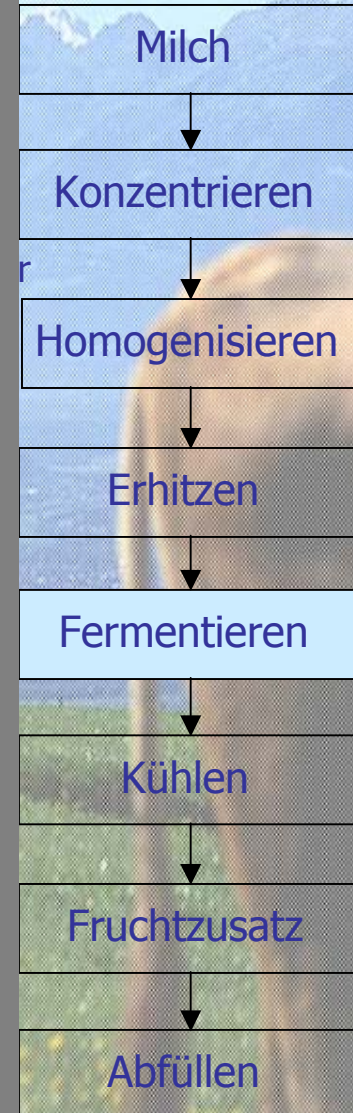 Milch
Konzentrieren
r
Homogenisieren
Erhitzen
Fermentieren
Kühlen
Fruchtzusatz
Abfüllen